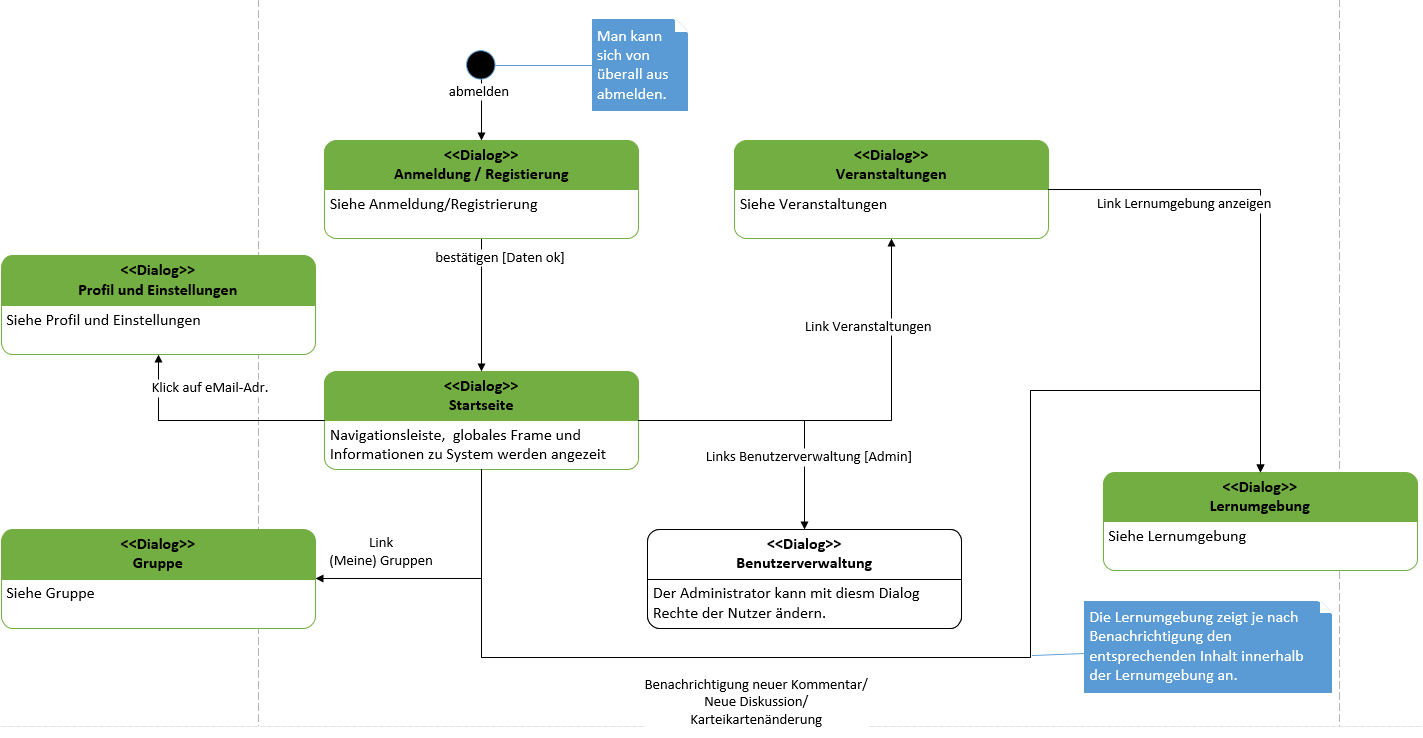 Man kann
sich von
überall aus
abmelden.
abmelden
<<Dialog>>
Anmeldung / Registierung
Siehe Anmeldung/Registrierung
<<Dialog>>
Veranstaltungen
Siehe Veranstaltungen
Link Lernumgebung anzeigen
bestätigen [Daten ok]
<<Dialog>>
Profil und Einstellungen
Siehe Profil und Einstellungen
Link Veranstaltungen
Klick auf eMail-Adr.
<<Dialog>>
Startseite
Navigationsleiste,  globales Frame und
Informationen zu System werden angezeit
Links Benutzerverwaltung [Admin]
<<Dialog>>
Lernumgebung
Siehe Lernumgebung
<<Dialog>>
Gruppe
Siehe Gruppe
Link
(Meine) Gruppen
<<Dialog>>
Benutzerverwaltung
Der Administrator kann mit diesm Dialog
Rechte der Nutzer ändern.
Die Lernumgebung zeigt je nach
Benachrichtigung den
entsprechenden Inhalt innerhalb
der Lernumgebung an.
Benachrichtigung neuer Kommentar/
Neue Diskussion/
Karteikartenänderung